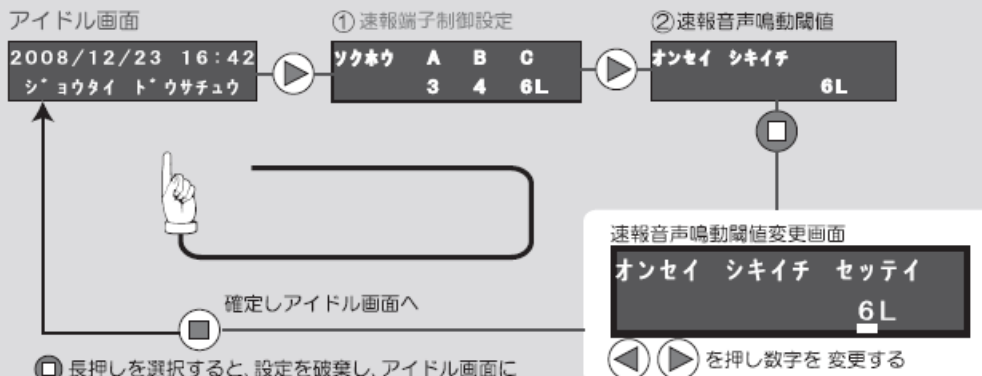 アイドル画面
① 速報端子制御設定
② 速報音声鳴動閾値
2008/12/23 16:42
ジョウタイ ドウサチュウ
ソクホウ A B C
3 4 6L
オンセイ シキイチ
6L
速報音声鳴動閾値変更画面
オンセイ シキイチ セッテイ
6L
確定しアイドル画面へ
を押し数字を 変更する
長押しを選択すると、設定を破棄し、アイドル画面に